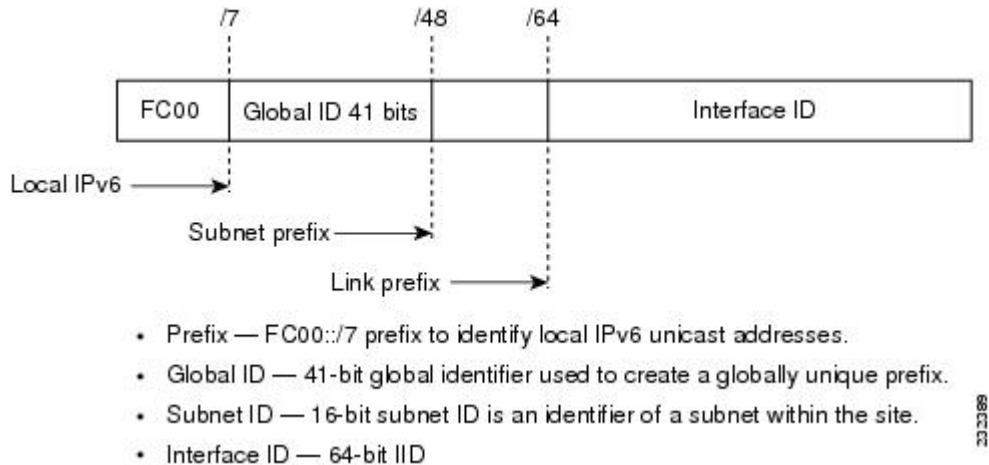 /7 /48 /64
FC00 Global ID 41 bits Interface ID
Local IPv6
Subnet prefix
Link prefix
• Prefix — FC00::/7 prefix to identify local IPv6 unicast addresses.
• Global ID — 41-bit global identifier used to create a globally unique prefix.
• Subnet ID — 16-bit subnet ID is an identifier of a subnet within the site.
• Interface ID — 64-bit IID
232389